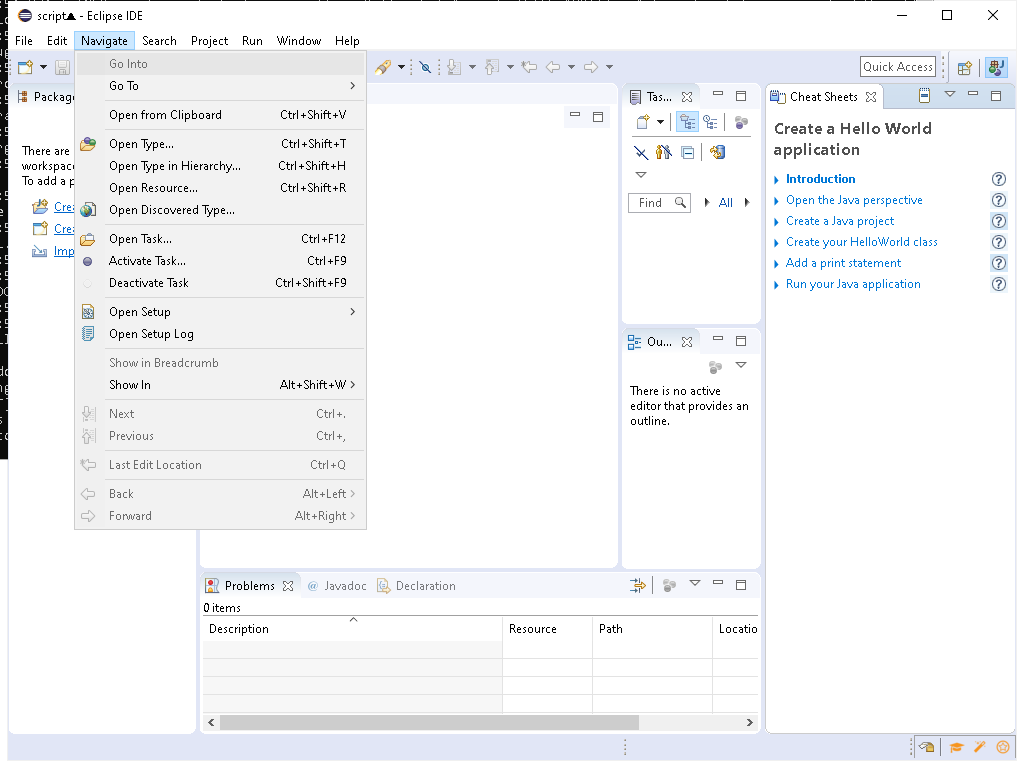 script▲ - Eclipse IDE
File Edit Navigate Search Project Run Window Help
Quick Access
Go Into
Go To
Open from Clipboard Ctrl+Shift+V
Open Type... Ctrl+Shift+T
Open Type in Hierarchy... Ctrl+Shift+H
Open Resource... Ctrl+Shift+R
Open Discovered Type...
Open Task... Ctrl+F12
Activate Task... Ctrl+F9
Deactivate Task Ctrl+Shift+F9
Open Setup
Open Setup Log
Show in Breadcrumb
Show In Alt+Shift+W
Next Ctrl+.
Previous Ctrl+,
Last Edit Location Ctrl+Q
Back Alt+Left
Forward Alt+Right
Packag
There are
workspac
To add a p
Crea
Crea
Imp
Tas...
Find All
Ou...
There is no active
editor that provides an
outline.
Cheat Sheets
Create a Hello World
application
Introduction
Open the Java perspective
Create a Java project
Create your HelloWorld class
Add a print statement
Run your Java application
Problems @ Javadoc Declaration
0 items
Description Resource Path Locatio